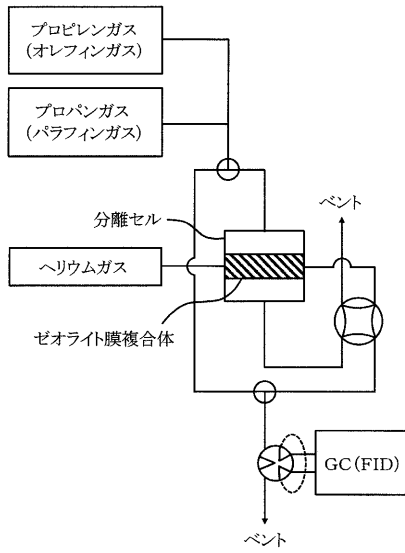 プロピレンガス
(オレフィンガス)
プロパンガス
(パラフィンガス)
分離セル
ベント
ヘリウムガス
ゼオライト膜複合体
GC(FID)
ベント